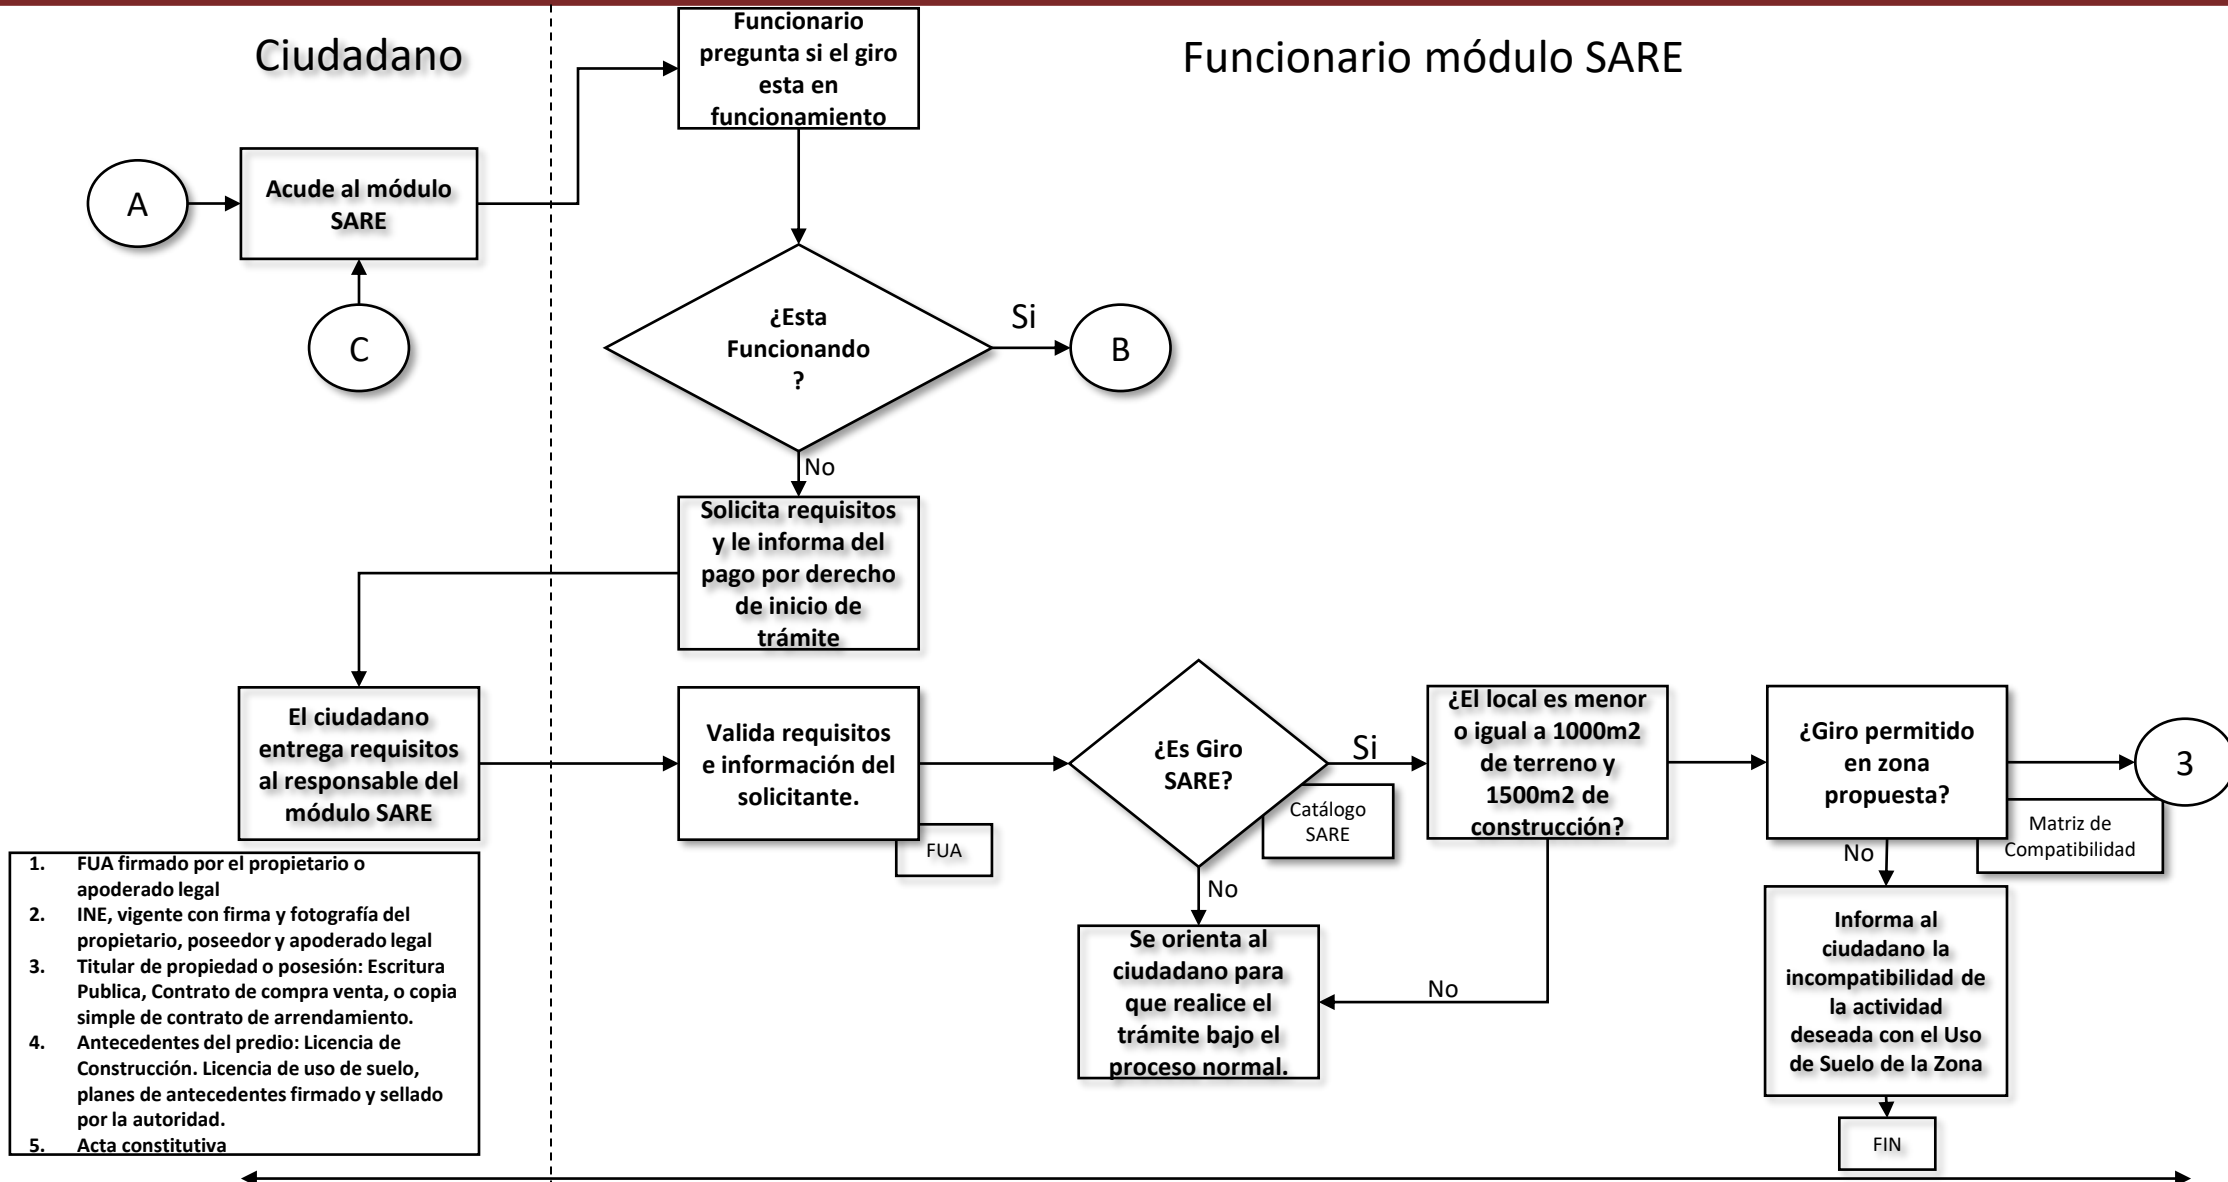 Ciudadano
Funcionario módulo SARE
Funcionario
pregunta si el giro
esta en
funcionamiento
A
Acude al módulo
SARE
C
¿Esta
Funcionando
?
Si
B
No
Solicita requisitos
y le informa del
pago por derecho
de inicio de
trámite
El ciudadano
entrega requisitos
al responsable del
módulo SARE
Valida requisitos
e información del
solicitante.
FUA
¿Es Giro
SARE?
Si
Catálogo
SARE
No
Se orienta al
ciudadano para
que realice el
trámite bajo el
proceso normal.
¿El local es menor
o igual a 1000m2
de terreno y
1500m2 de
construcción?
No
¿Giro permitido
en zona
propuesta?
3
Matriz de
Compatibilidad
No
Informa al
ciudadano la
incompatibilidad de
la actividad
deseada con el Uso
de Suelo de la Zona
FIN
1. FUA firmado por el propietario o
apoderado legal
2. INE, vigente con firma y fotografía del
propietario, poseedor y apoderado legal
3. Titular de propiedad o posesión: Escritura
Publica, Contrato de compra venta, o copia
simple de contrato de arrendamiento.
4. Antecedentes del predio: Licencia de
Construcción. Licencia de uso de suelo,
planes de antecedentes firmado y sellado
por la autoridad.
5. Acta constitutiva